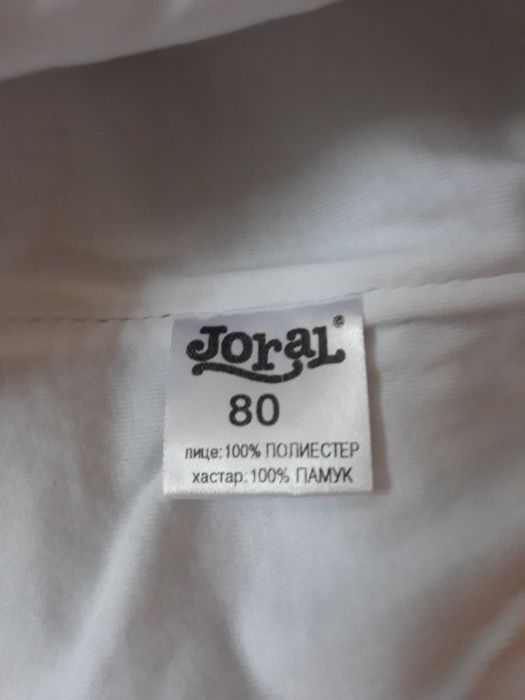 Joral®
80
лице:100% ПОЛИЕСТЕР
хастар:100% ПАМУК